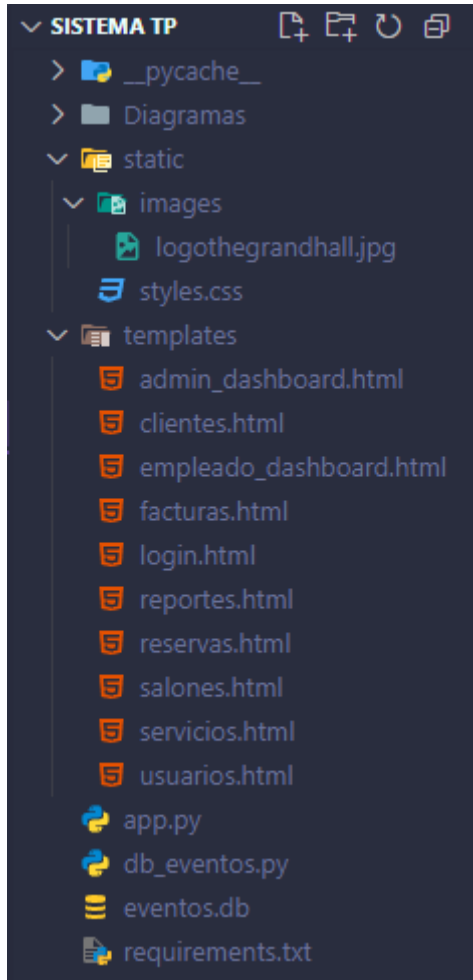 SISTEMA TP
__pycache__
Diagramas
static
images
logothegrandhall.jpg
styles.css
templates
admin_dashboard.html
clientes.html
empleado_dashboard.html
facturas.html
login.html
reportes.html
reservas.html
salones.html
servicios.html
usuarios.html
app.py
db_eventos.py
eventos.db
requirements.txt